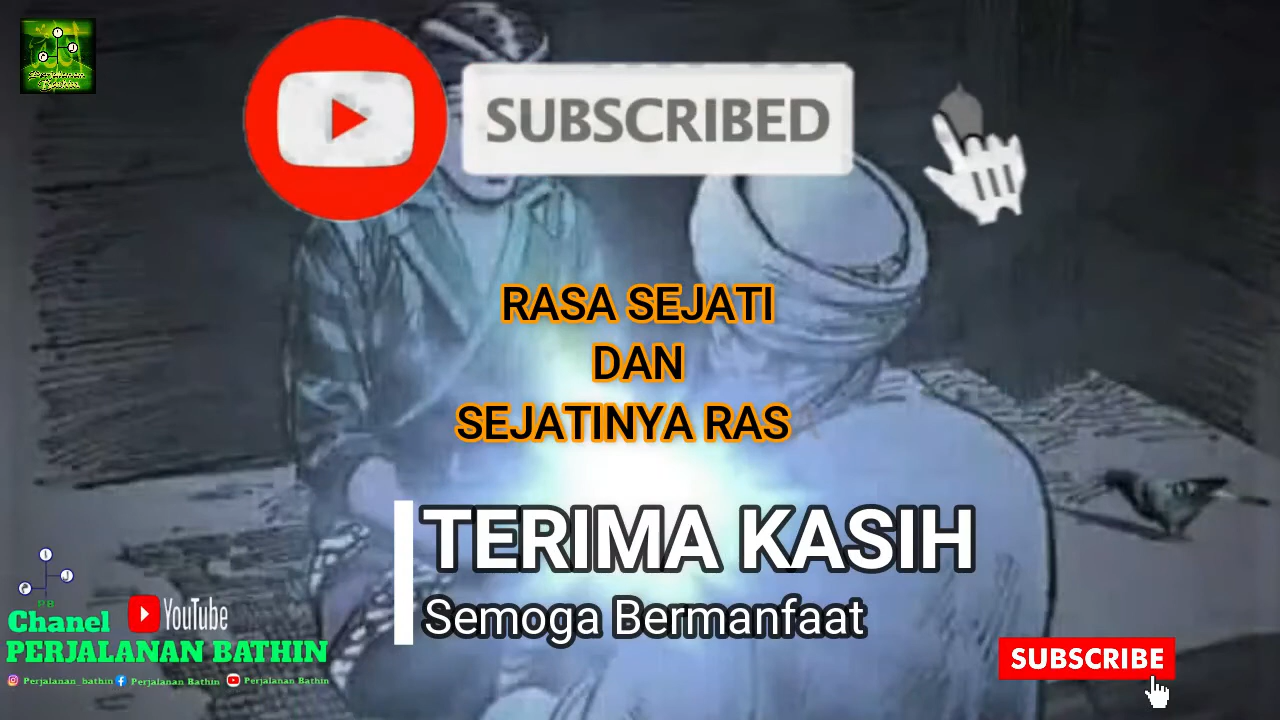 SUBSCRIBED
RASA SEJATI
DAN
SEJATINYA RAS
TERIMA KASIH
Semoga Bermanfaat
PB
Chanel YouTube
PERJALANAN BATHIN
Perjalanan_bathin Perjalanan Bathin Perjalanan Bathin
SUBSCRIBE